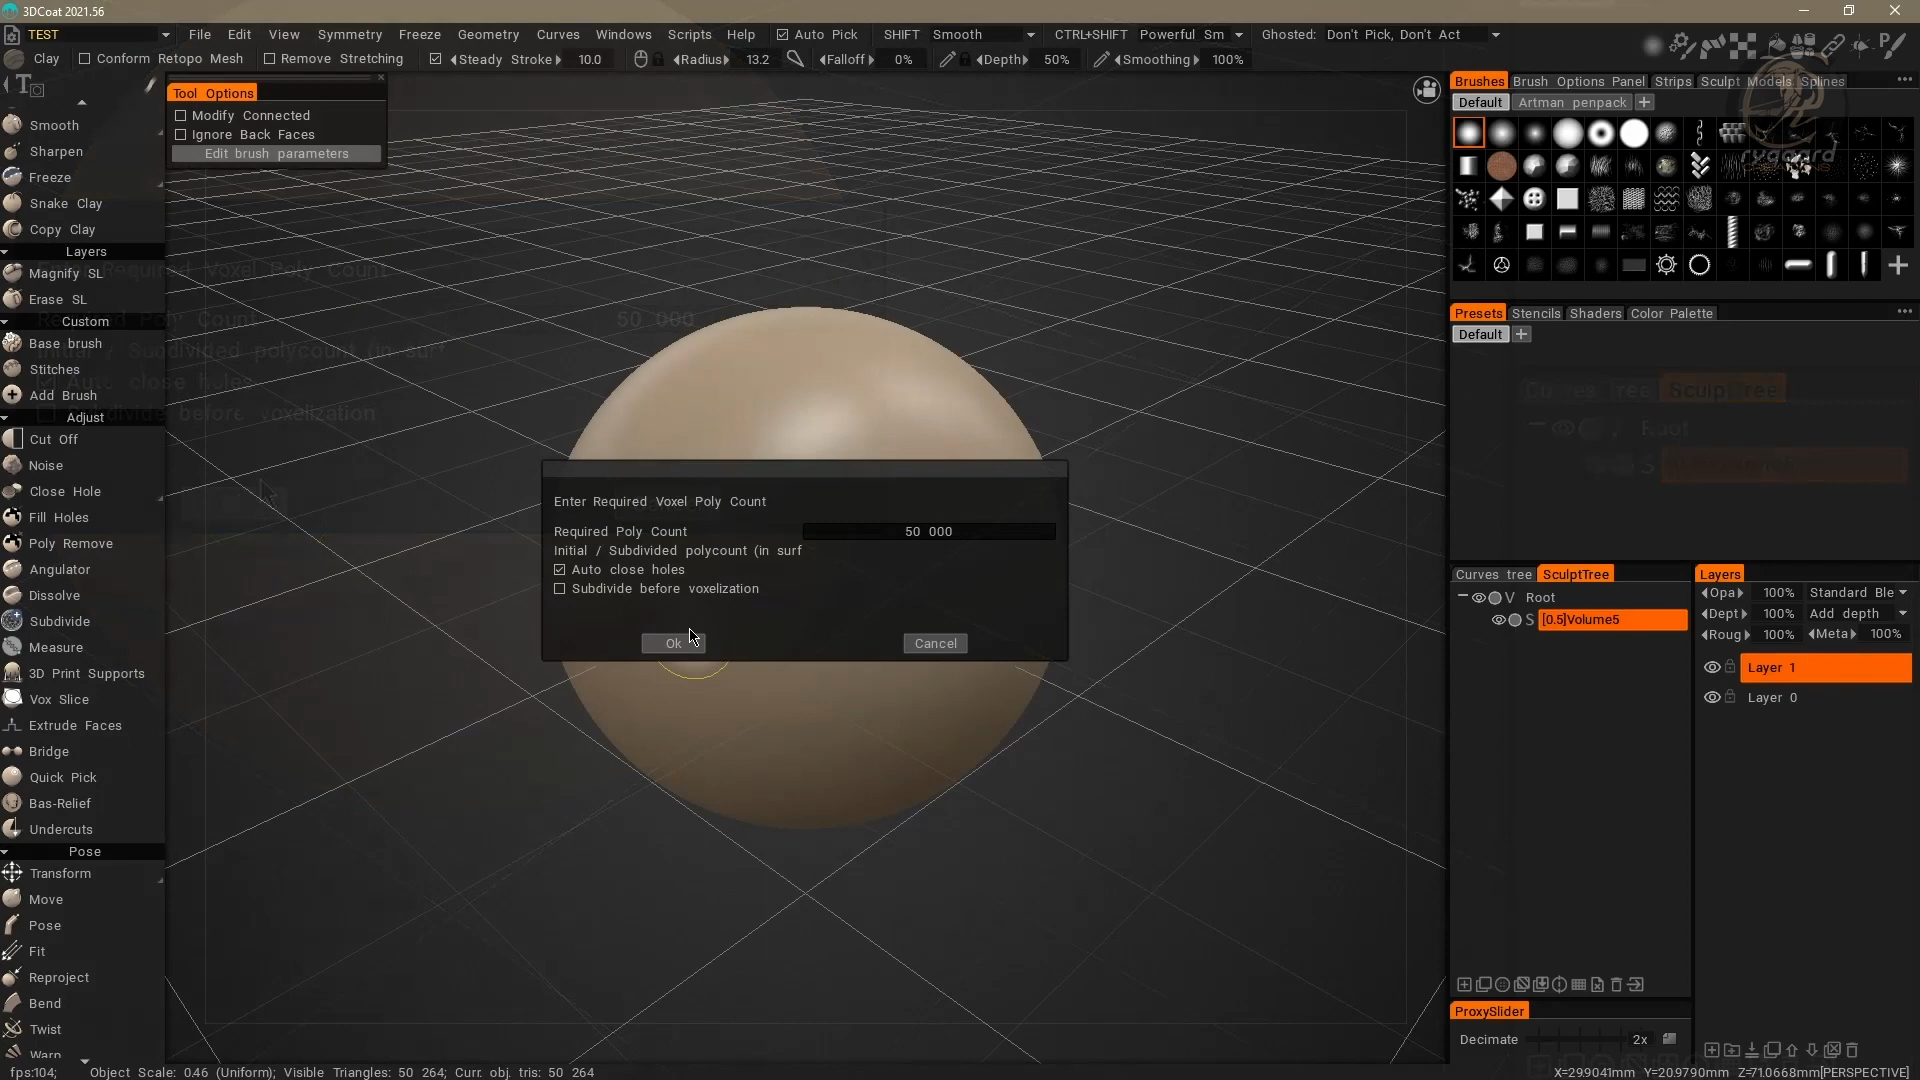 3DCoat 2021.56
TEST File Edit View Symmetry Freeze Geometry Curves Windows Scripts Help Auto Pick SHIFT Smooth CTRL+SHIFT Powerful Sm Ghosted: Don't Pick, Don't Act
Clay Conform Retopo Mesh Remove Stretching Steady Stroke 10.0 Radius 13.2 Falloff 0% Depth 50% Smoothing 100%
Tool Options
Modify Connected
Ignore Back Faces
Edit brush parameters
Smooth
Sharpen
Freeze
Snake Clay
Copy Clay
Layers
Magnify SL
Erase SL
Custom
Base brush
Stitches
Add Brush
Adjust
Cut Off
Noise
Close Hole
Fill Holes
Poly Remove
Angulator
Dissolve
Subdivide
Measure
3D Print Supports
Vox Slice
Extrude Faces
Bridge
Quick Pick
Bas-Relief
Undercuts
Pose
Transform
Move
Pose
Fit
Reproject
Bend
Twist
Warp
Enter Required Voxel Poly Count
Required Poly Count 50 000
Initial / Subdivided polycount (in surf
Auto close holes
Subdivide before voxelization
Ok Cancel
Brushes Brush Options Panel Strips Sculpt Models Splines
Default Artman penpack
Presets Stencils Shaders Color Palette
Default
Curves tree SculptTree
V Root
S [0.5]Volume5
Layers
Opa 100% Standard Ble
Dept 100% Add depth
Roug 100% Meta 100%
Layer 1
Layer 0
ProxySlider
Decimate 2x
fps:104; Object Scale: 0.46 (Uniform); Visible Triangles: 50 264; Curr. obj. tris: 50 264
X=29.9041mm Y=20.9790mm Z=71.0668mm[PERSPECTIVE]